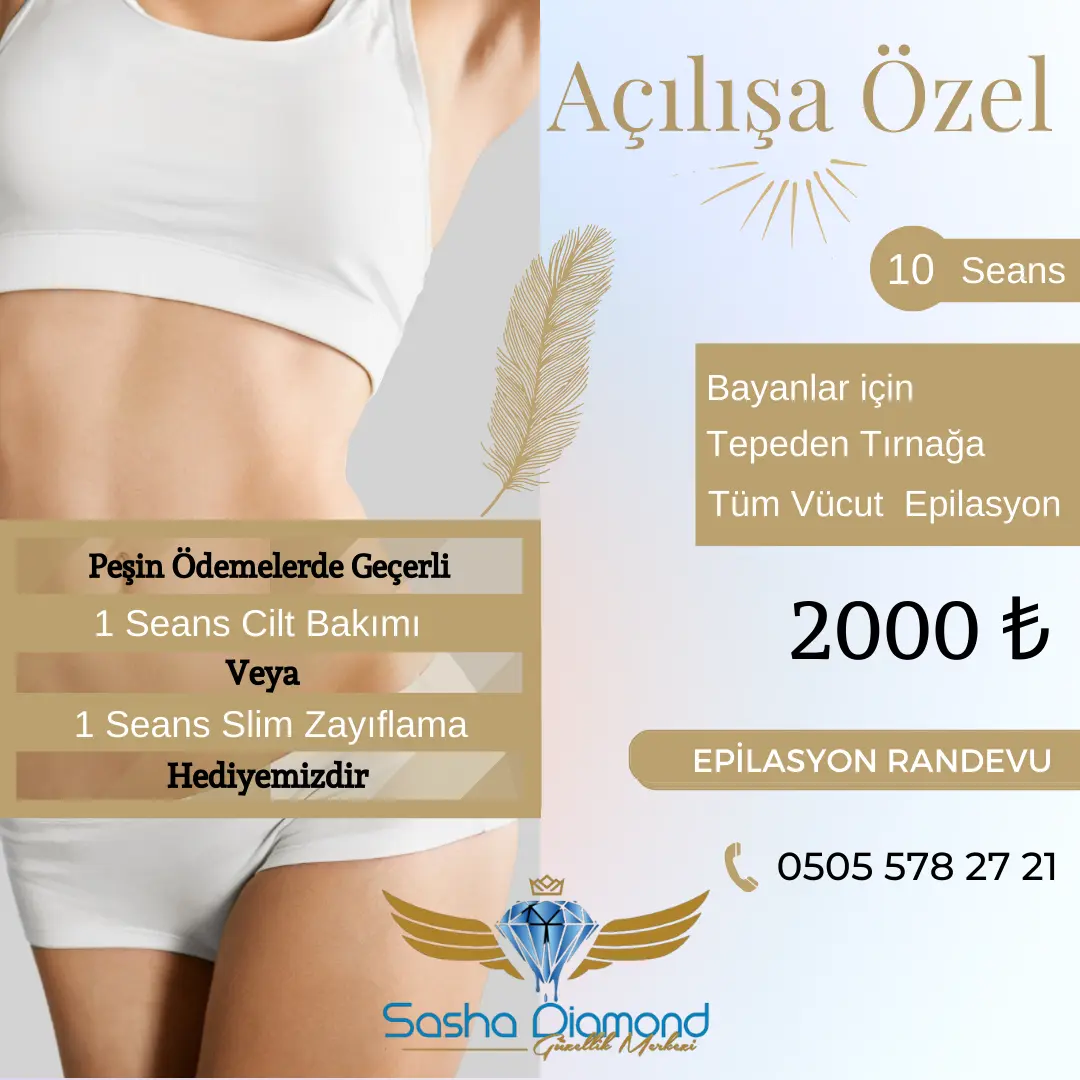 Açılışa Özel
10 Seans
Bayanlar için
Tepeden Tırnağa
Tüm Vücut Epilasyon
2000 ₺
EPİLASYON RANDEVU
0505 578 27 21
Peşin Ödemelerde Geçerli
1 Seans Cilt Bakımı
Veya
1 Seans Slim Zayıflama
Hediyemizdir
Sasha Diamond
Güzellik Merkezi